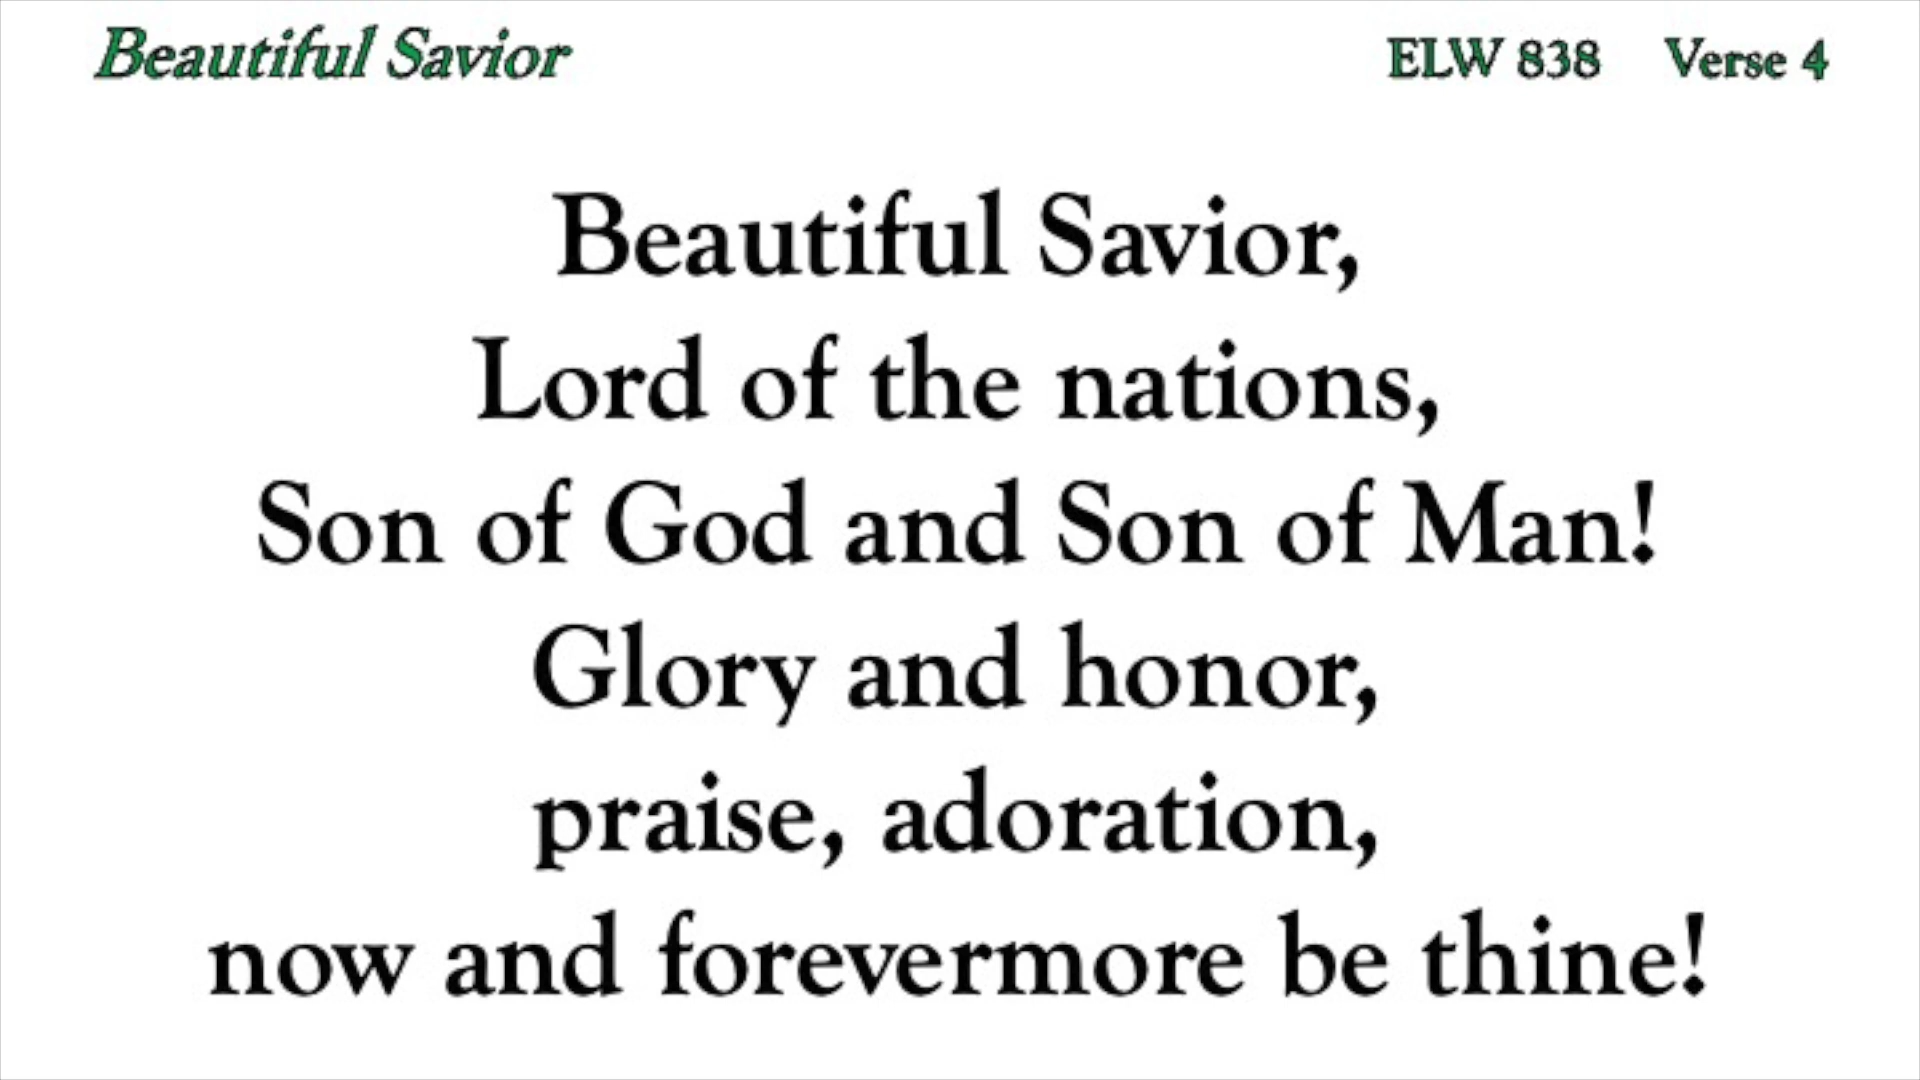 Beautiful Savior ELW 838 Verse 4
Beautiful Savior,
Lord of the nations,
Son of God and Son of Man!
Glory and honor,
praise, adoration,
now and forevermore be thine!